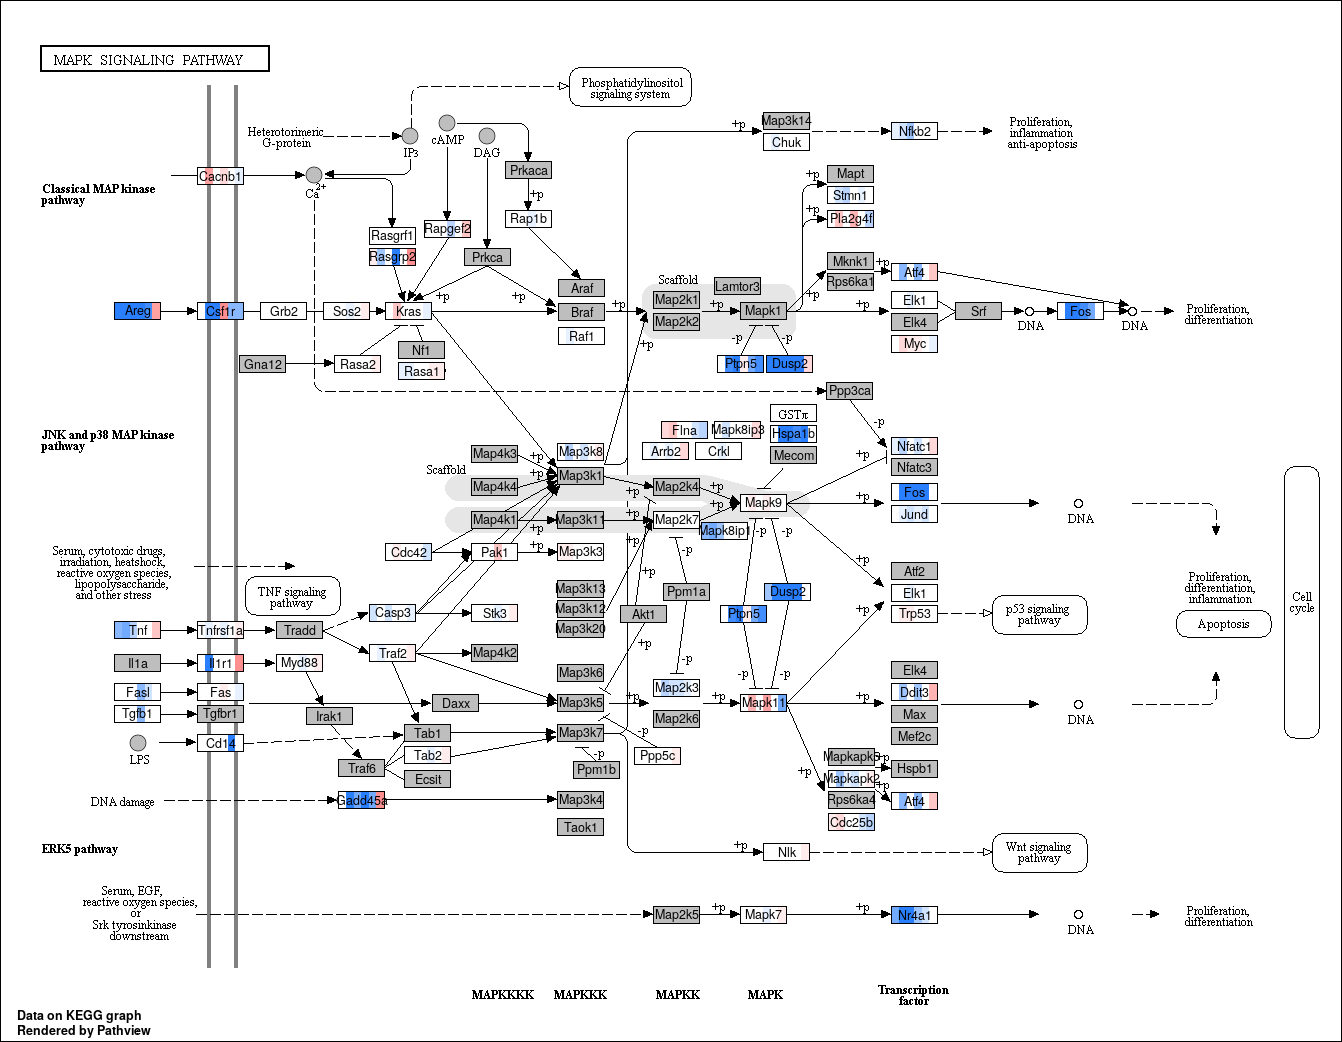 MAPK SIGNALING PATHWAY
Phosphatidylinositol
signaling system
Heterotorimeric
G-protein
IP3
cAMP
DAG
+p
Map3k14
Chuk
Nfkb2
Proliferation,
inflammation
anti-apoptosis
Cacnb1
Ca2+
Prkaca
+p
Rap1b
Classical MAP kinase
pathway
Rasgrf1
Rasgrp2
Rapgef2
Prkca
+p
Mapt
Stmn1
+p
Pla2g4f
Mknk1
Rps6ka1
+p
Atf4
Scaffold
Lamtor3
Araf
Braf
Raf1
Map2k1
Map2k2
Mapk1
+p
+p
+p
+p
+p
+p
Areg
Csf1r
Grb2
Sos2
Kras
Elk1
Elk4
Myc
Srf
DNA
Fos
DNA
Proliferation,
differentiation
Gna12
Rasa2
Nf1
Rasa1
+p
-p
-p
Ptpn5
Dusp2
Ppp3ca
-p
JNK and p38 MAP kinase
pathway
GSTπ
Hspa1b
Mecom
Flna
Mapk8ip3
Arrb2
Crkl
+p
Nfatc1
Nfatc3
Scaffold
Map4k3
Map4k4
Map4k1
+p
+p
+p
+p
Map3k8
Map3k1
Map3k11
Map3k3
+p
+p
+p
Map2k4
Map2k7
+p
+p
Mapk9
Mapk8ip1
+p
Fos
Jund
DNA
Cdc42
Pak1
Serum, cytotoxic drugs,
irradiation, heatshock,
reactive oxygen species,
lipopolysaccharide,
and other stress
TNF signaling
pathway
Casp3
Stk3
Map3k13
Map3k12
Map3k20
+p
+p
Akt1
-p
Ppm1a
-p
-p
-p
Ptpn5
Dusp2
+p
+p
Atf2
Elk1
Trp53
p53 signaling
pathway
Proliferation,
differentiation,
inflammation
Apoptosis
Cell
cycle
Tnf
Tnfrsf1a
Tradd
Traf2
Map4k2
Il1a
Il1r1
Myd88
Map3k6
Fasl
Fas
Map3k5
+p
Map2k3
Map2k6
+p
-p
-p
Mapk11
+p
Elk4
Ddit3
Max
Mef2c
DNA
Tgfb1
Tgfbr1
Irak1
Daxx
LPS
Cd14
Tab1
Tab2
Ecsit
Traf6
Map3k7
-p
-p
Ppp5c
Ppm1b
+p
Mapkapk5
Mapkapk2
Rps6ka4
Cdc25b
+p
+p
Hspb1
Atf4
DNA damage
Gadd45a
Map3k4
Taok1
ERK5 pathway
+p
Nlk
Wnt signaling
pathway
Serum, EGF,
reactive oxygen species,
or
Srk tyrosinkinase
downstream
Map2k5
+p
Mapk7
+p
Nr4a1
DNA
Proliferation,
differentiation
MAPKKKK
MAPKKK
MAPKK
MAPK
Transcription
factor
Data on KEGG graph
Rendered by Pathview